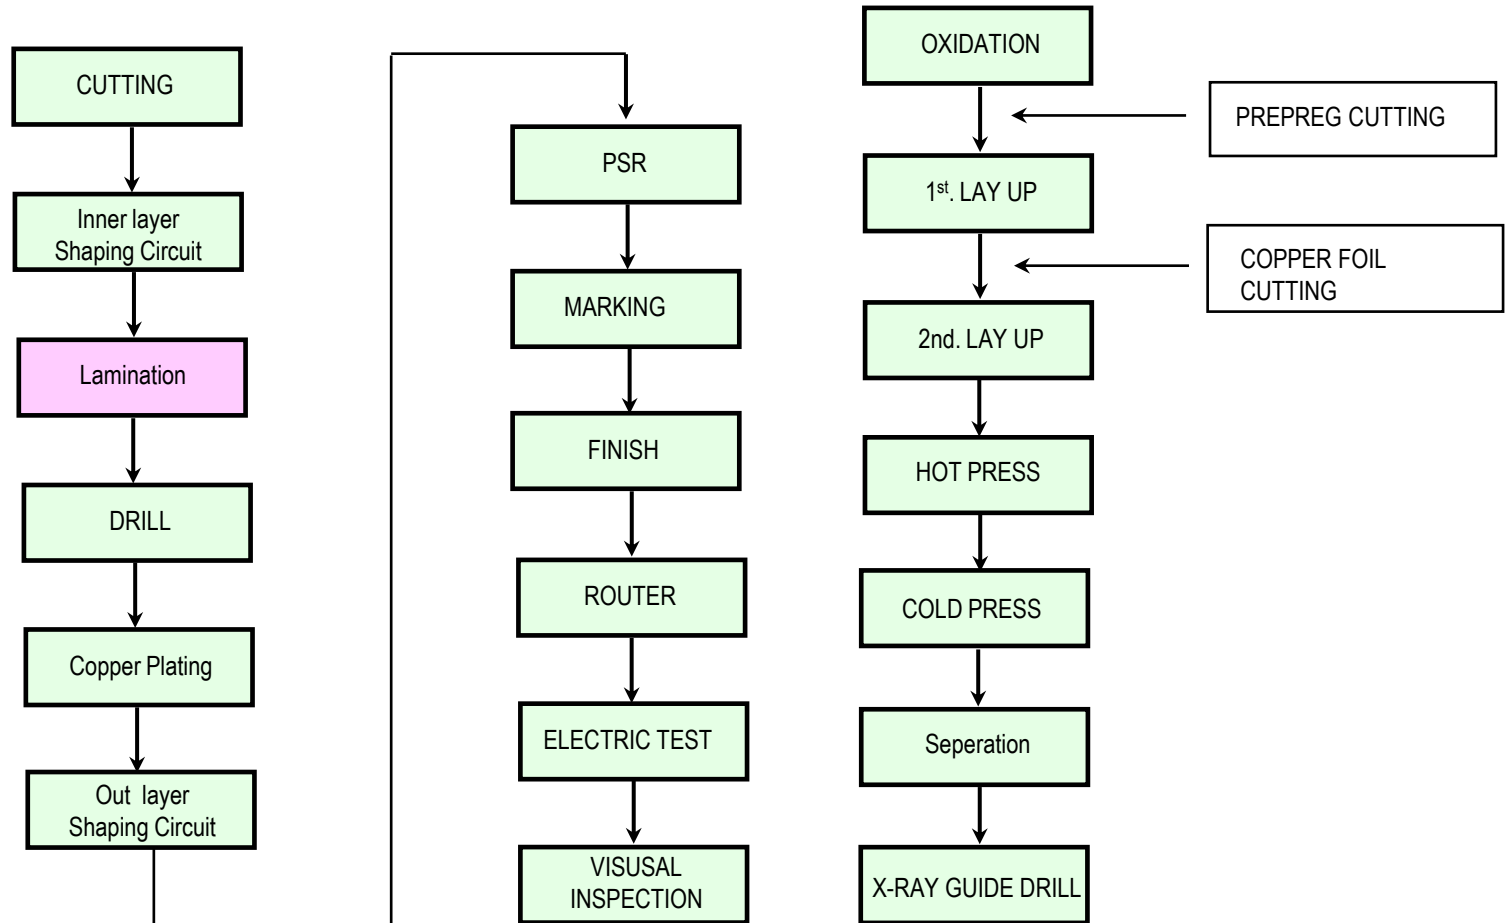 CUTTING
Inner layer
Shaping Circuit
Lamination
DRILL
Copper Plating
Out layer
Shaping Circuit
PSR
MARKING
FINISH
ROUTER
ELECTRIC TEST
VISUSAL
INSPECTION
OXIDATION
PREPREG CUTTING
1st. LAY UP
COPPER FOIL
CUTTING
2nd. LAY UP
HOT PRESS
COLD PRESS
Seperation
X-RAY GUIDE DRILL